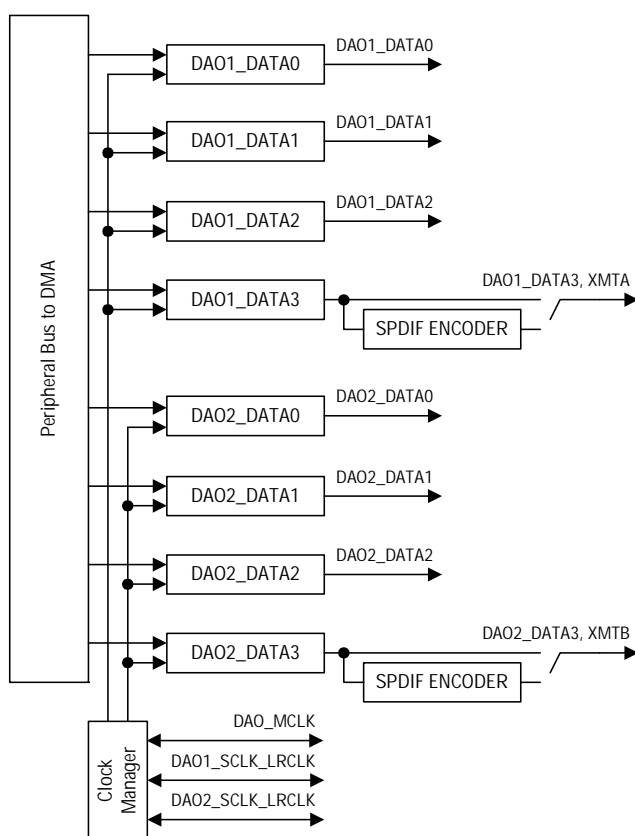 DAO1_DATA0
DAO1_DATA0
DAO1_DATA1
DAO1_DATA1
DAO1_DATA2
DAO1_DATA2
DAO1_DATA3
DAO1_DATA3, XMTA
SPDIF ENCODER
Peripheral Bus to DMA
DAO2_DATA0
DAO2_DATA0
DAO2_DATA1
DAO2_DATA1
DAO2_DATA2
DAO2_DATA2
DAO2_DATA3
DAO2_DATA3, XMTB
SPDIF ENCODER
Clock
Manager
DAO_MCLK
DAO1_SCLK_LRCLK
DAO2_SCLK_LRCLK